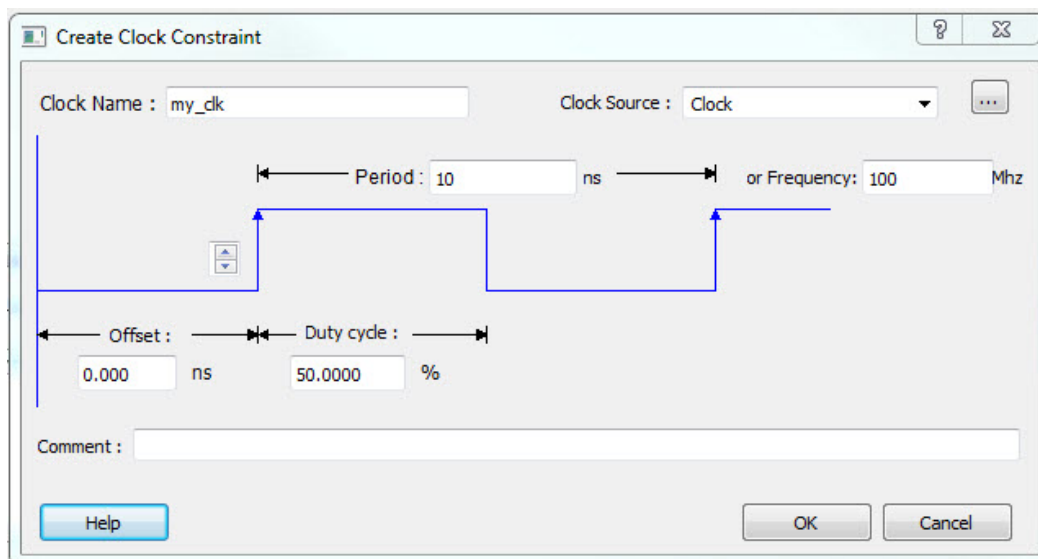 Create Clock Constraint
Clock Name : my_clk
Clock Source : Clock
...
Period : 10 ns
or Frequency: 100 Mhz
Offset :
Duty cycle :
0.000 ns
50.0000 %
Comment :
Help
OK
Cancel